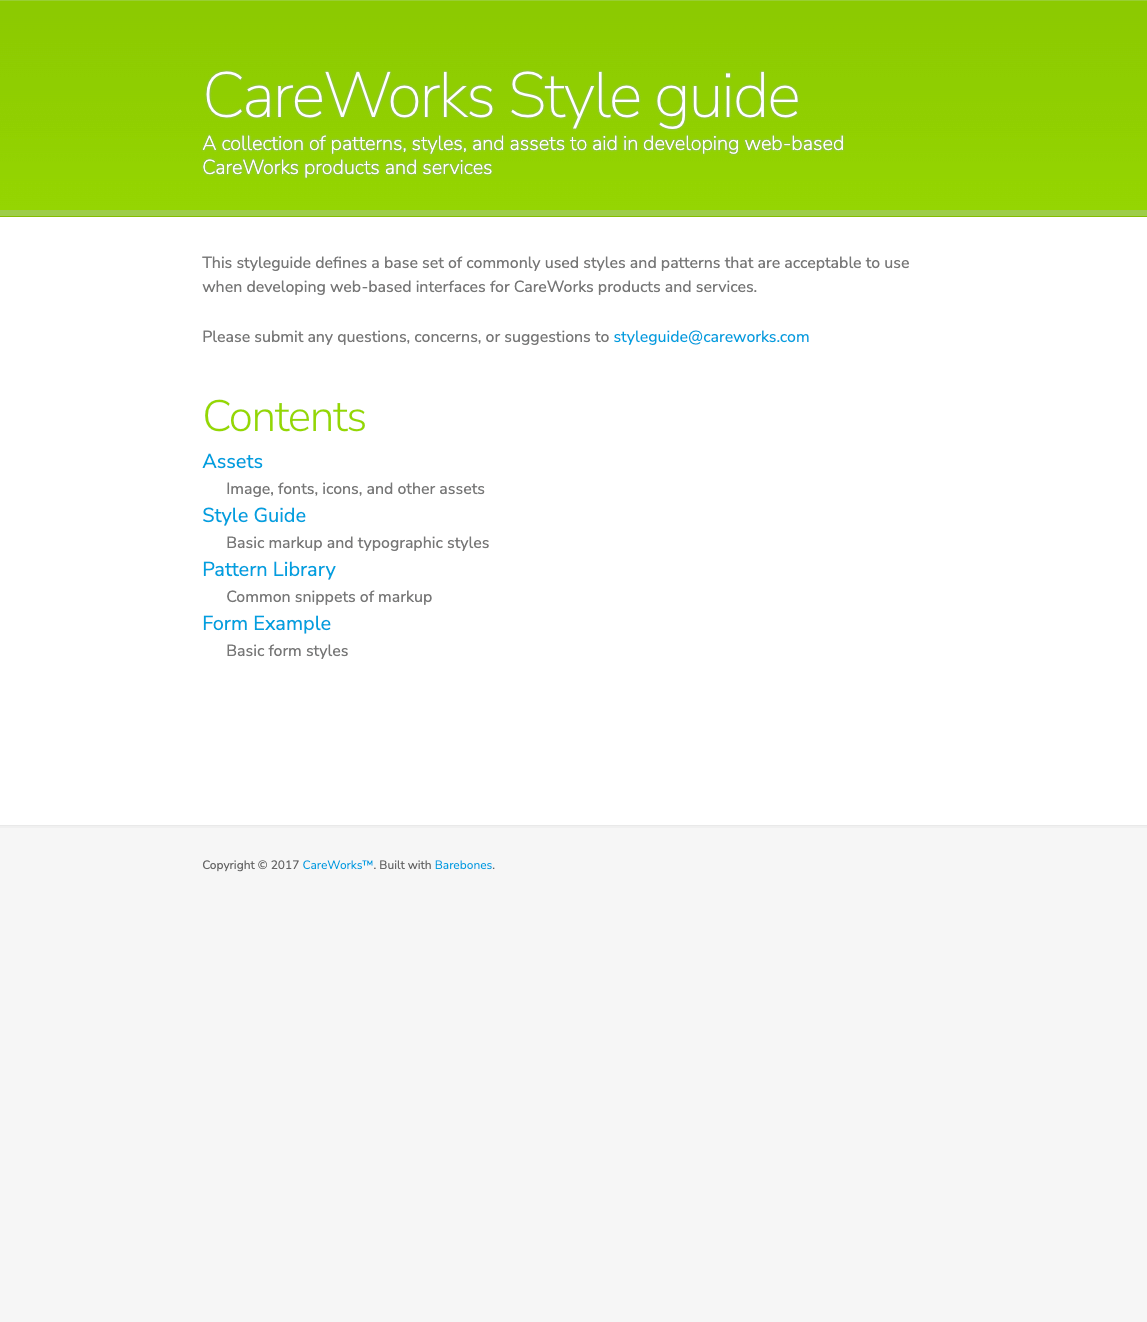 CareWorks Style guide
A collection of patterns, styles, and assets to aid in developing web-based
CareWorks products and services
This styleguide defines a base set of commonly used styles and patterns that are acceptable to use
when developing web-based interfaces for CareWorks products and services.
Please submit any questions, concerns, or suggestions to styleguide@careworks.com
Contents
Assets
Image, fonts, icons, and other assets
Style Guide
Basic markup and typographic styles
Pattern Library
Common snippets of markup
Form Example
Basic form styles
Copyright © 2017 CareWorks™. Built with Barebones.